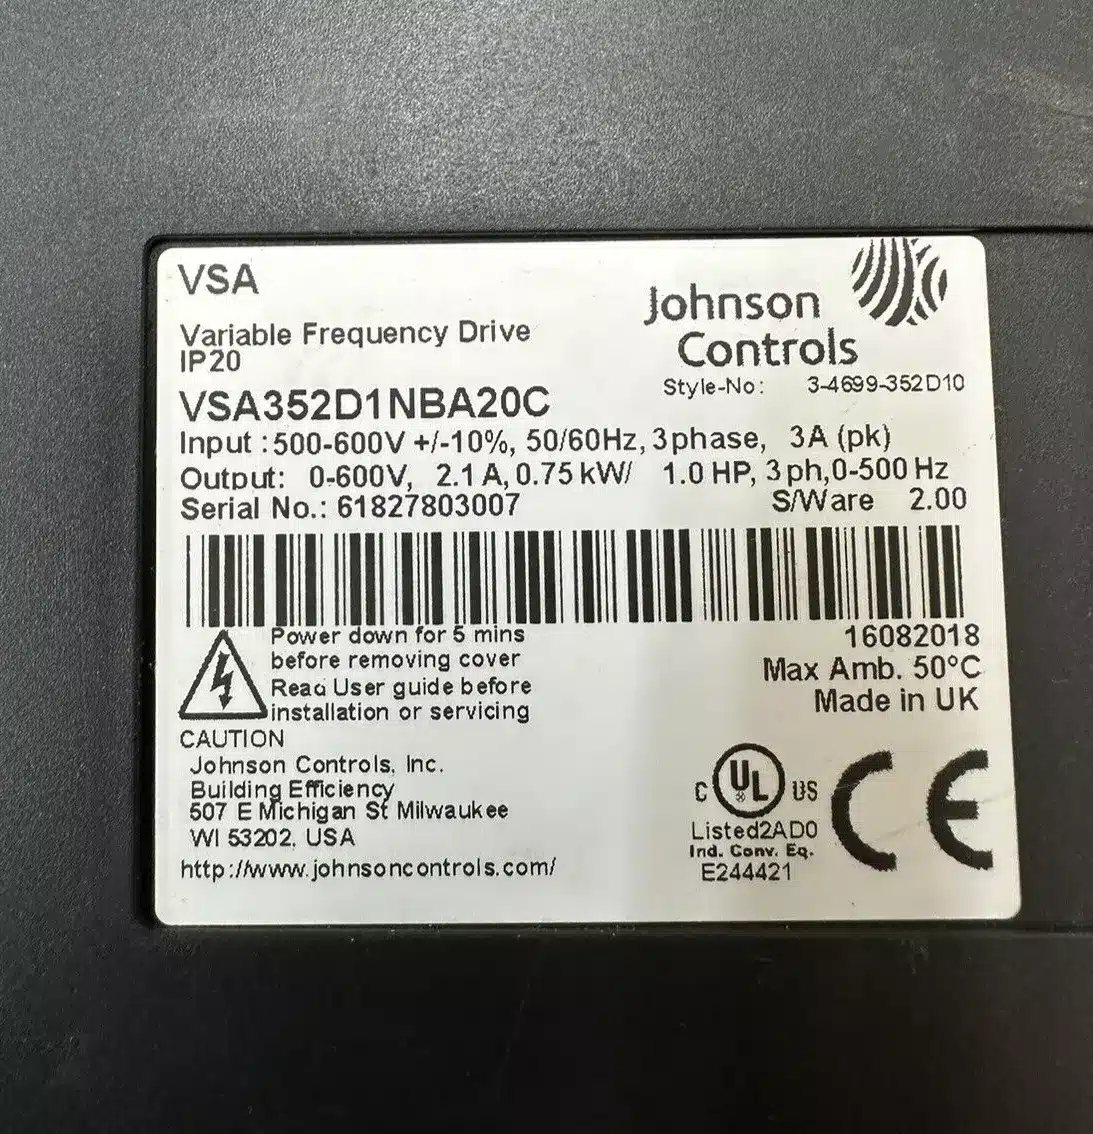 VSA
Johnson
Controls
Variable Frequency Drive
IP20
Style-No: 3-4699-352D10
VSA352D1NBA20C
Input :500-600V +/-10%, 50/60Hz, 3phase, 3A (pk)
Output: 0-600V, 2.1 A, 0.75 kW/ 1.0 HP, 3 ph,0-500 Hz
Serial No.: 61827803007
S/Ware 2.00
Power down for 5 mins
before removing cover
Read User guide before
installation or servicing
16082018
Max Amb. 50°C
Made in UK
CAUTION
Johnson Controls, Inc.
Building Efficiency
507 E Michigan St Milwaukee
WI 53202, USA
http://www.johnsoncontrols.com/
C UL ® US
Listed2AD0
Ind. Conv. Eq.
E244421
CE